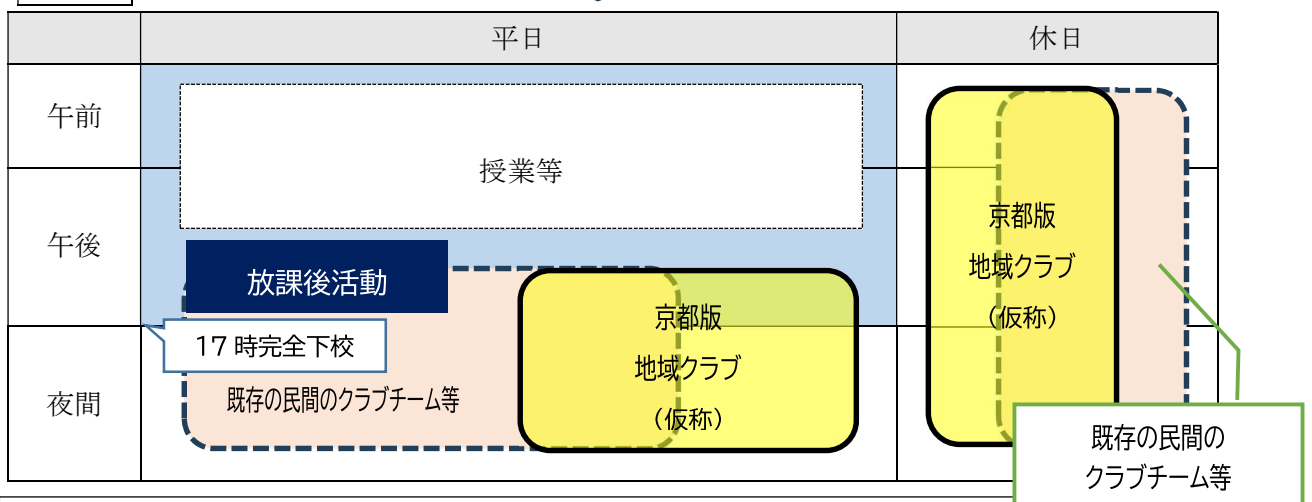 平日
休日
午前
授業等
午後
放課後活動
17時完全下校
夜間
既存の民間のクラブチーム等
京都版
地域クラブ
（仮称）
京都版
地域クラブ
（仮称）
既存の民間の
クラブチーム等